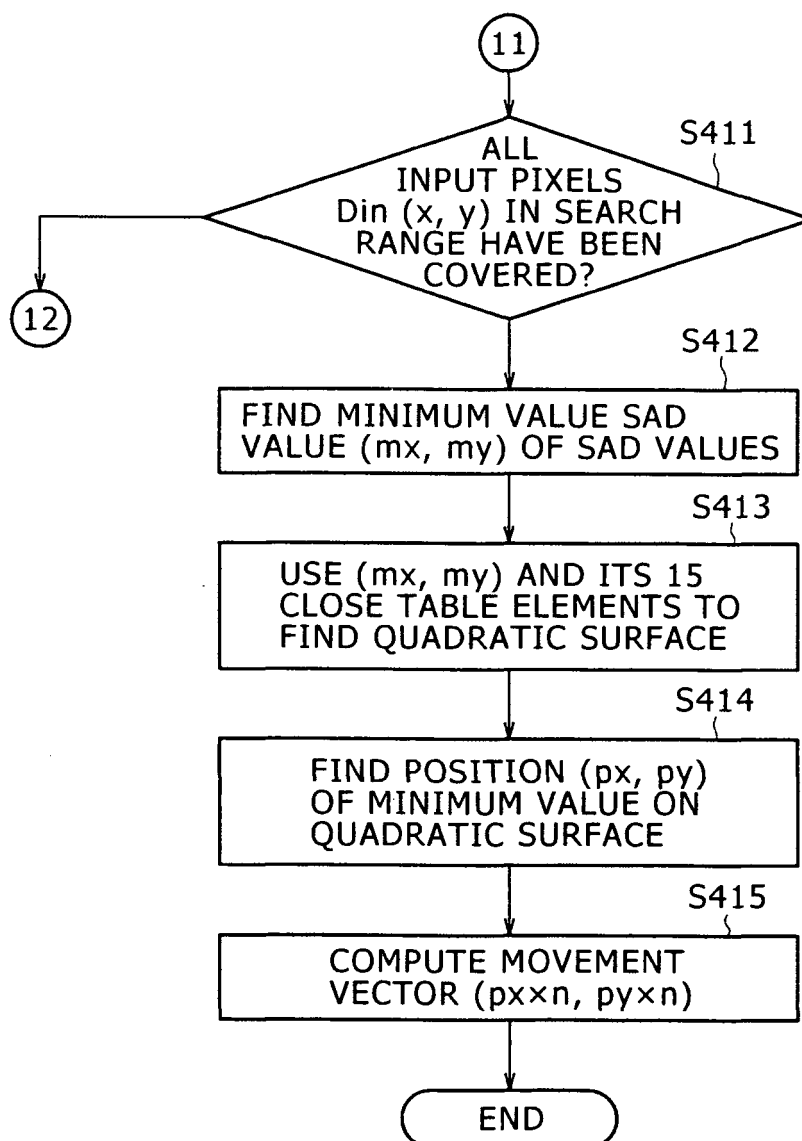 11
S411
ALL
INPUT PIXELS
Din (x, y) IN SEARCH
RANGE HAVE BEEN
COVERED?
12
S412
FIND MINIMUM VALUE SAD
VALUE (mx, my) OF SAD VALUES
S413
USE (mx, my) AND ITS 15
CLOSE TABLE ELEMENTS TO
FIND QUADRATIC SURFACE
S414
FIND POSITION (px, py)
OF MINIMUM VALUE ON
QUADRATIC SURFACE
S415
COMPUTE MOVEMENT
VECTOR (px×n, py×n)
END